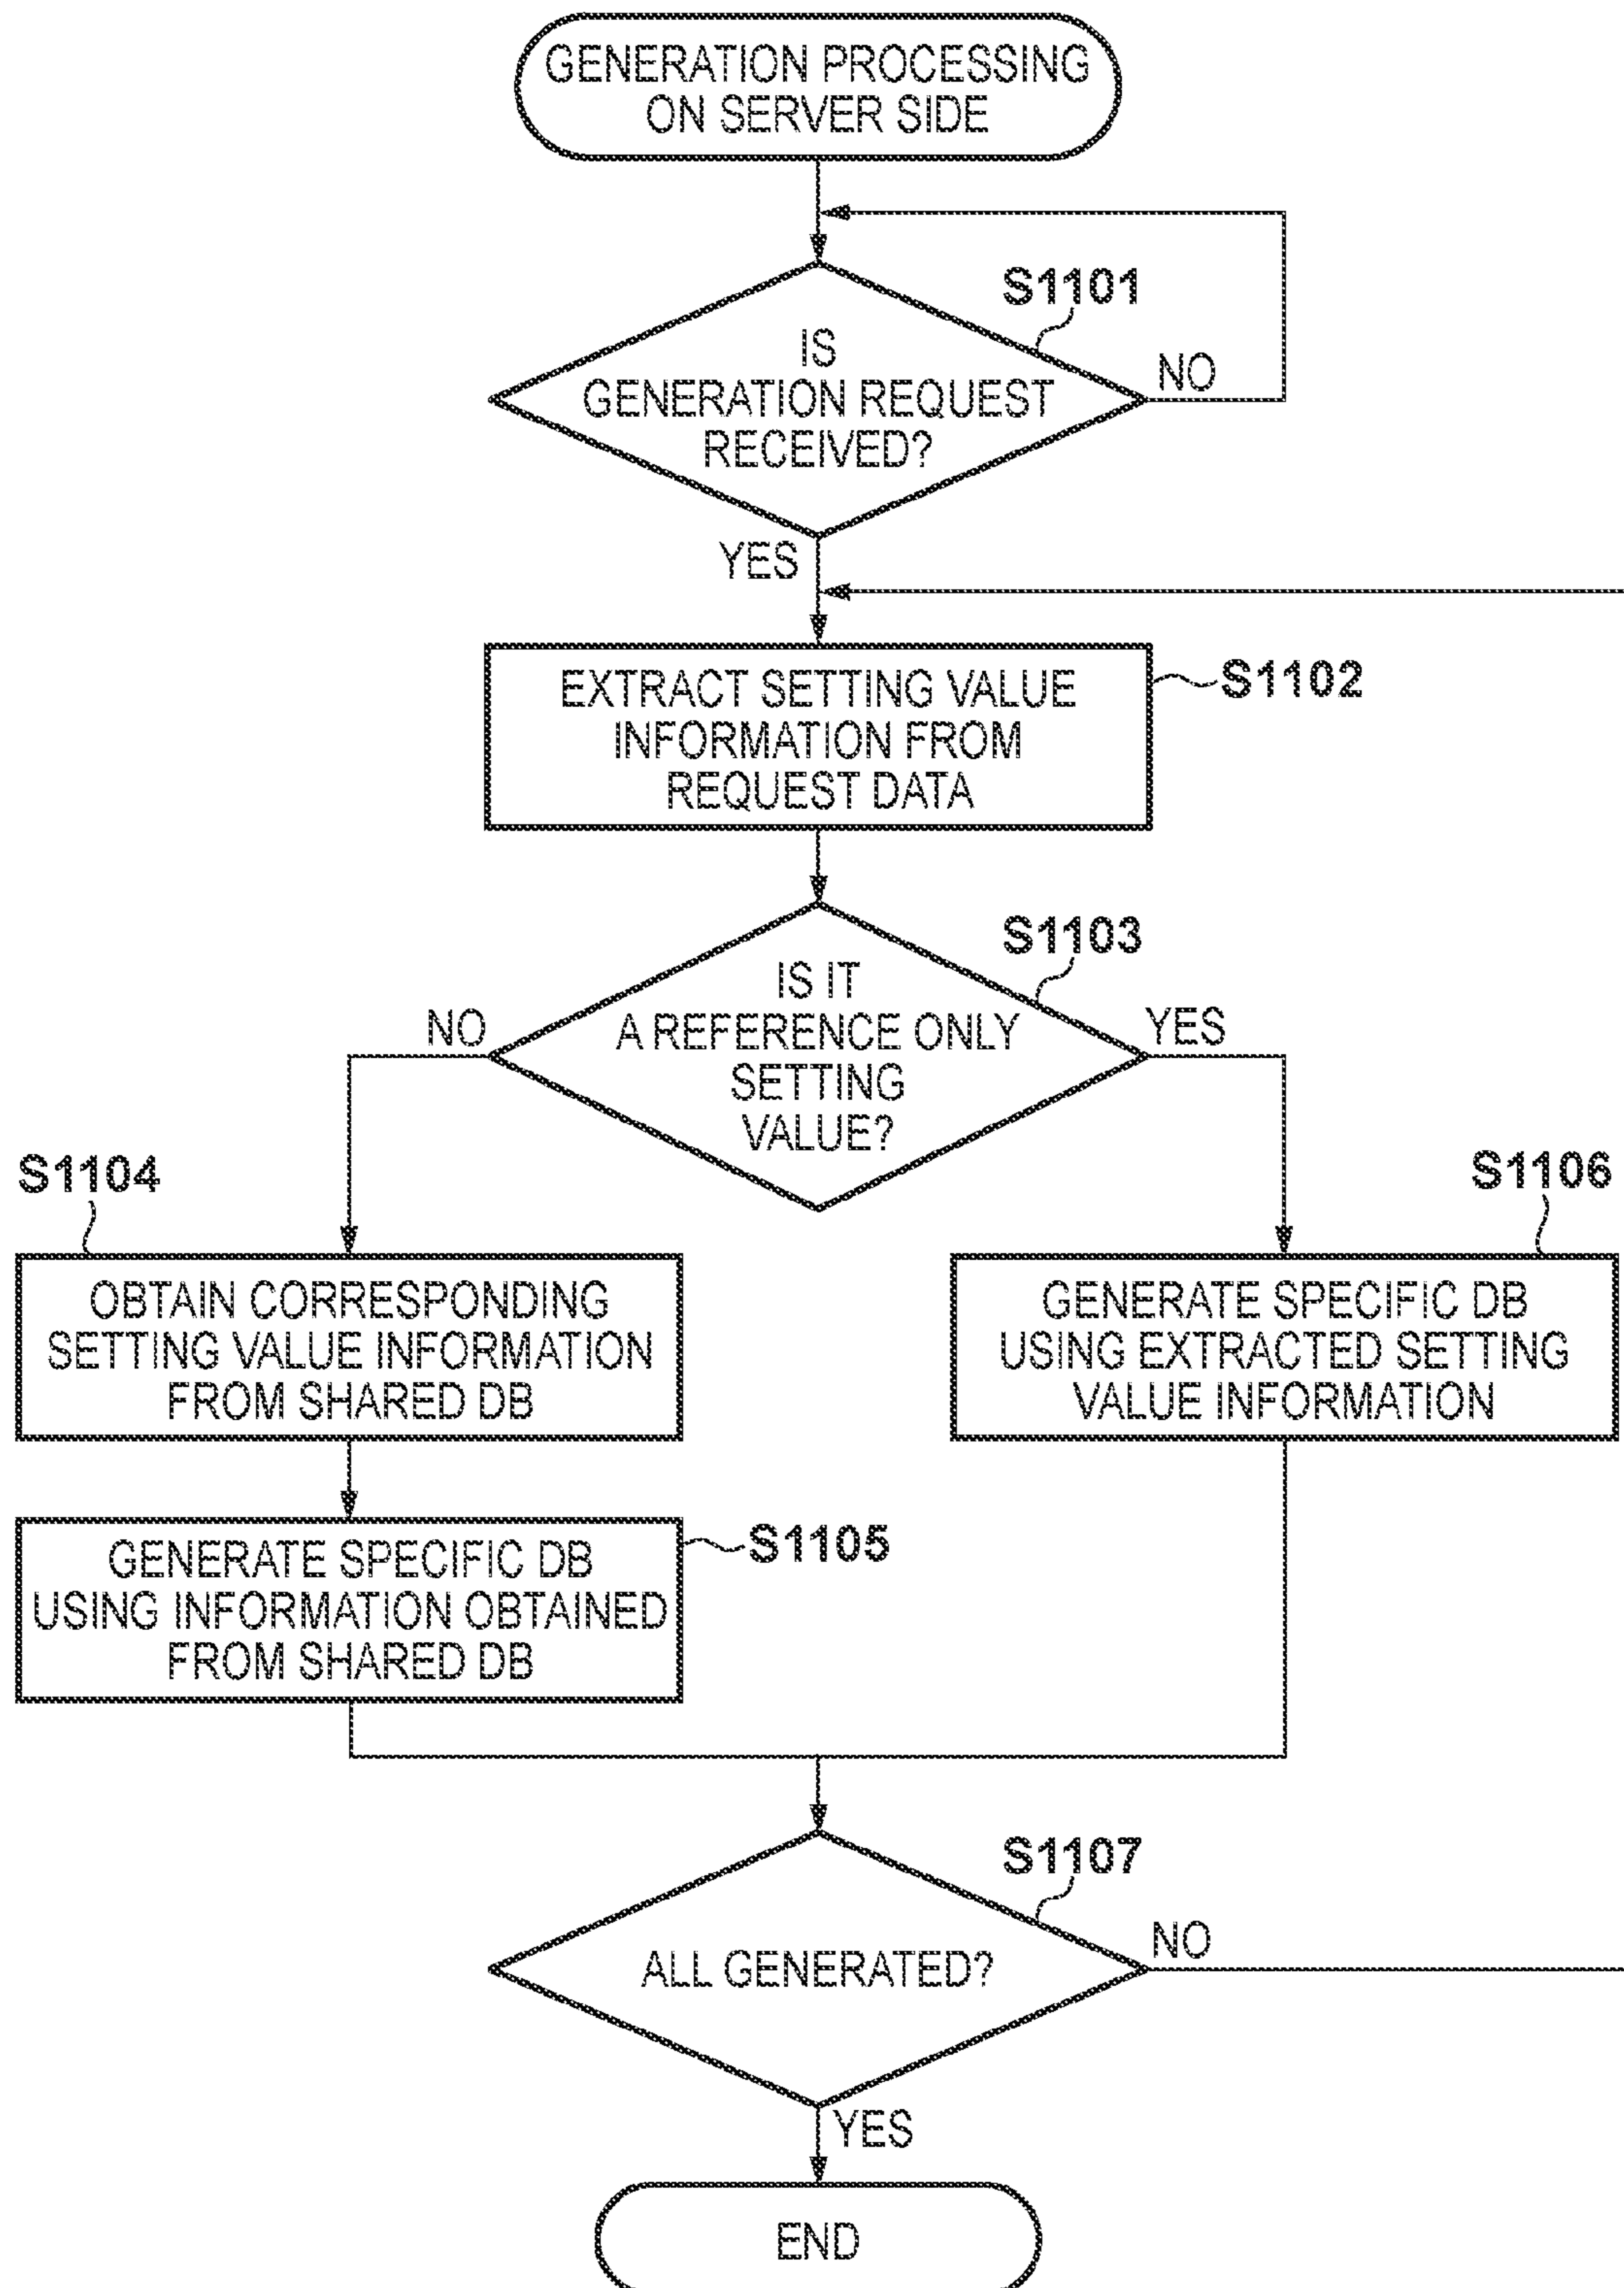 GENERATION PROCESSING
ON SERVER SIDE
S1101
IS
GENERATION REQUEST
RECEIVED?
NO
YES
EXTRACT SETTING VALUE
INFORMATION FROM
REQUEST DATA
S1102
S1103
IS IT
A REFERENCE ONLY
SETTING
VALUE?
NO
YES
S1104
OBTAIN CORRESPONDING
SETTING VALUE INFORMATION
FROM SHARED DB
S1106
GENERATE SPECIFIC DB
USING EXTRACTED SETTING
VALUE INFORMATION
GENERATE SPECIFIC DB
USING INFORMATION OBTAINED
FROM SHARED DB
S1105
S1107
ALL GENERATED?
NO
YES
END